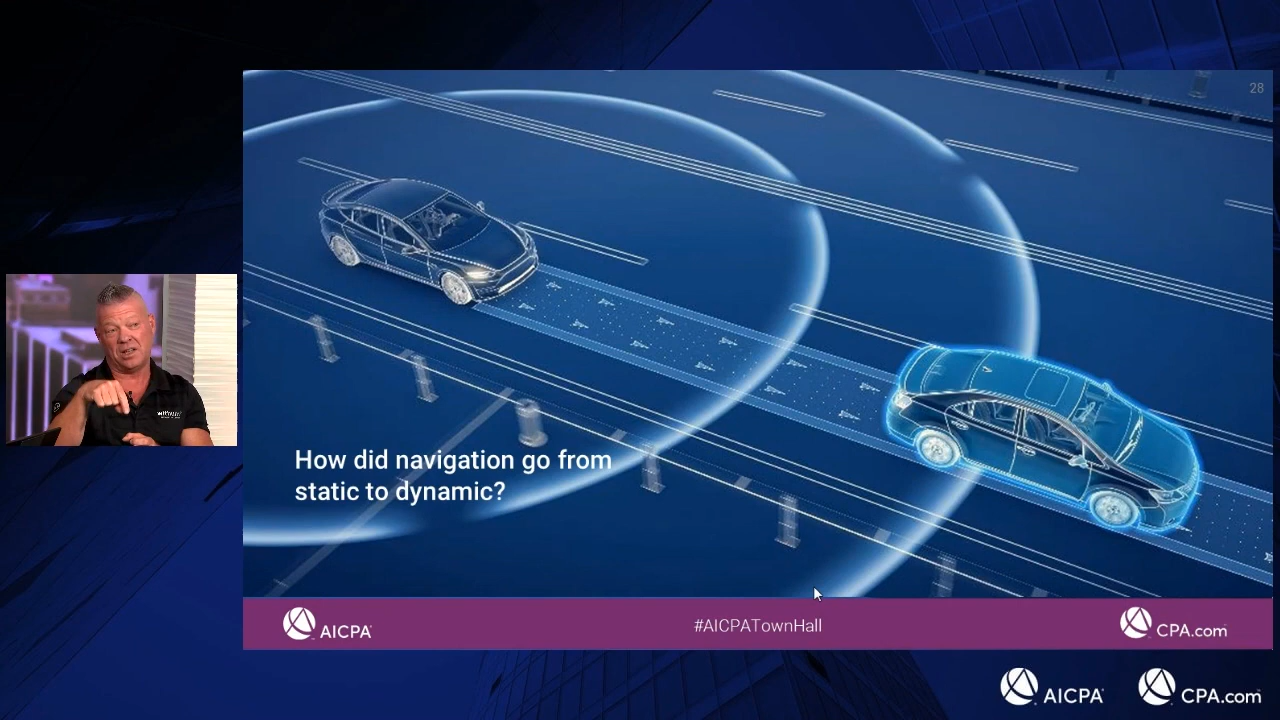 28
How did navigation go from
static to dynamic?
AICPA
#AICPATownHall
CPA.com
AICPA
CPA.com